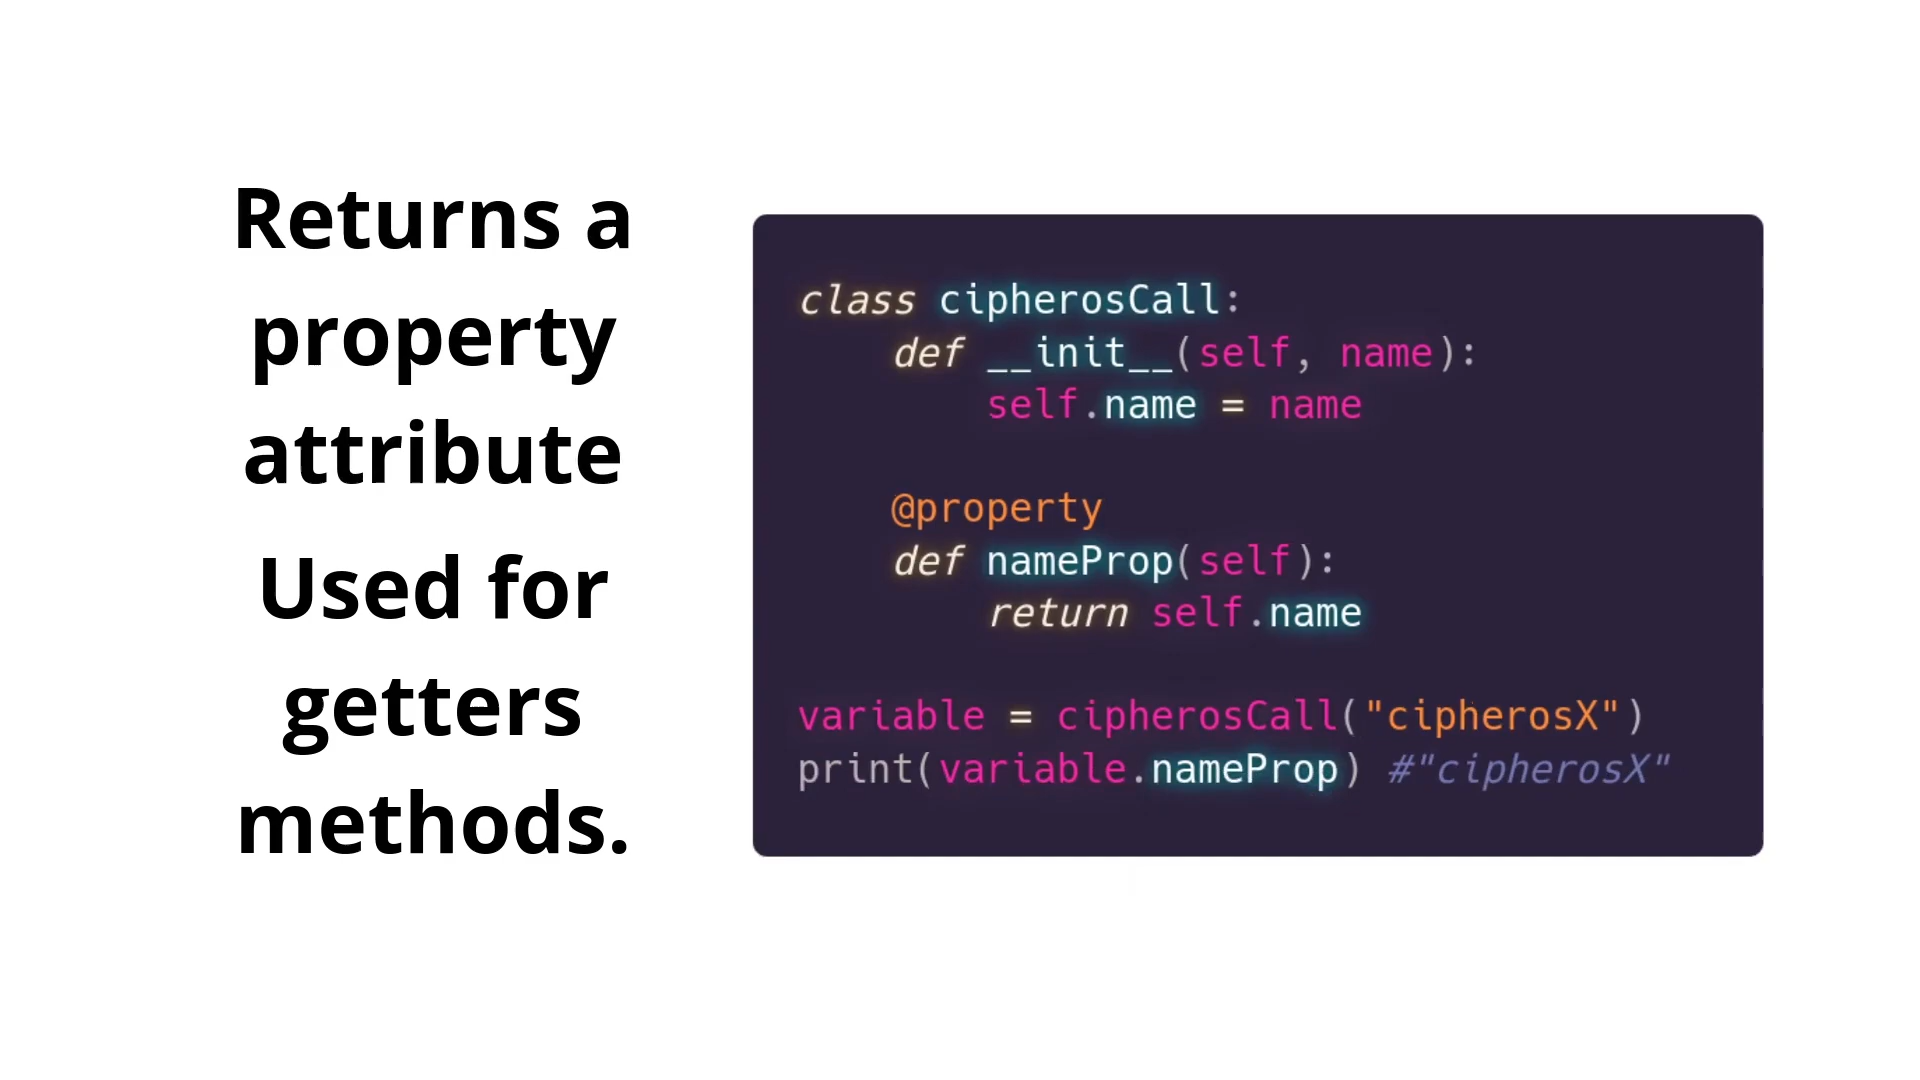 Returns a
property
attribute
Used for
getters
methods.
class cipherosCall:
    def __init__(self, name):
        self.name = name
    @property
    def nameProp(self):
        return self.name
variable = cipherosCall("cipherosX")
print(variable.nameProp) #"cipherosX"